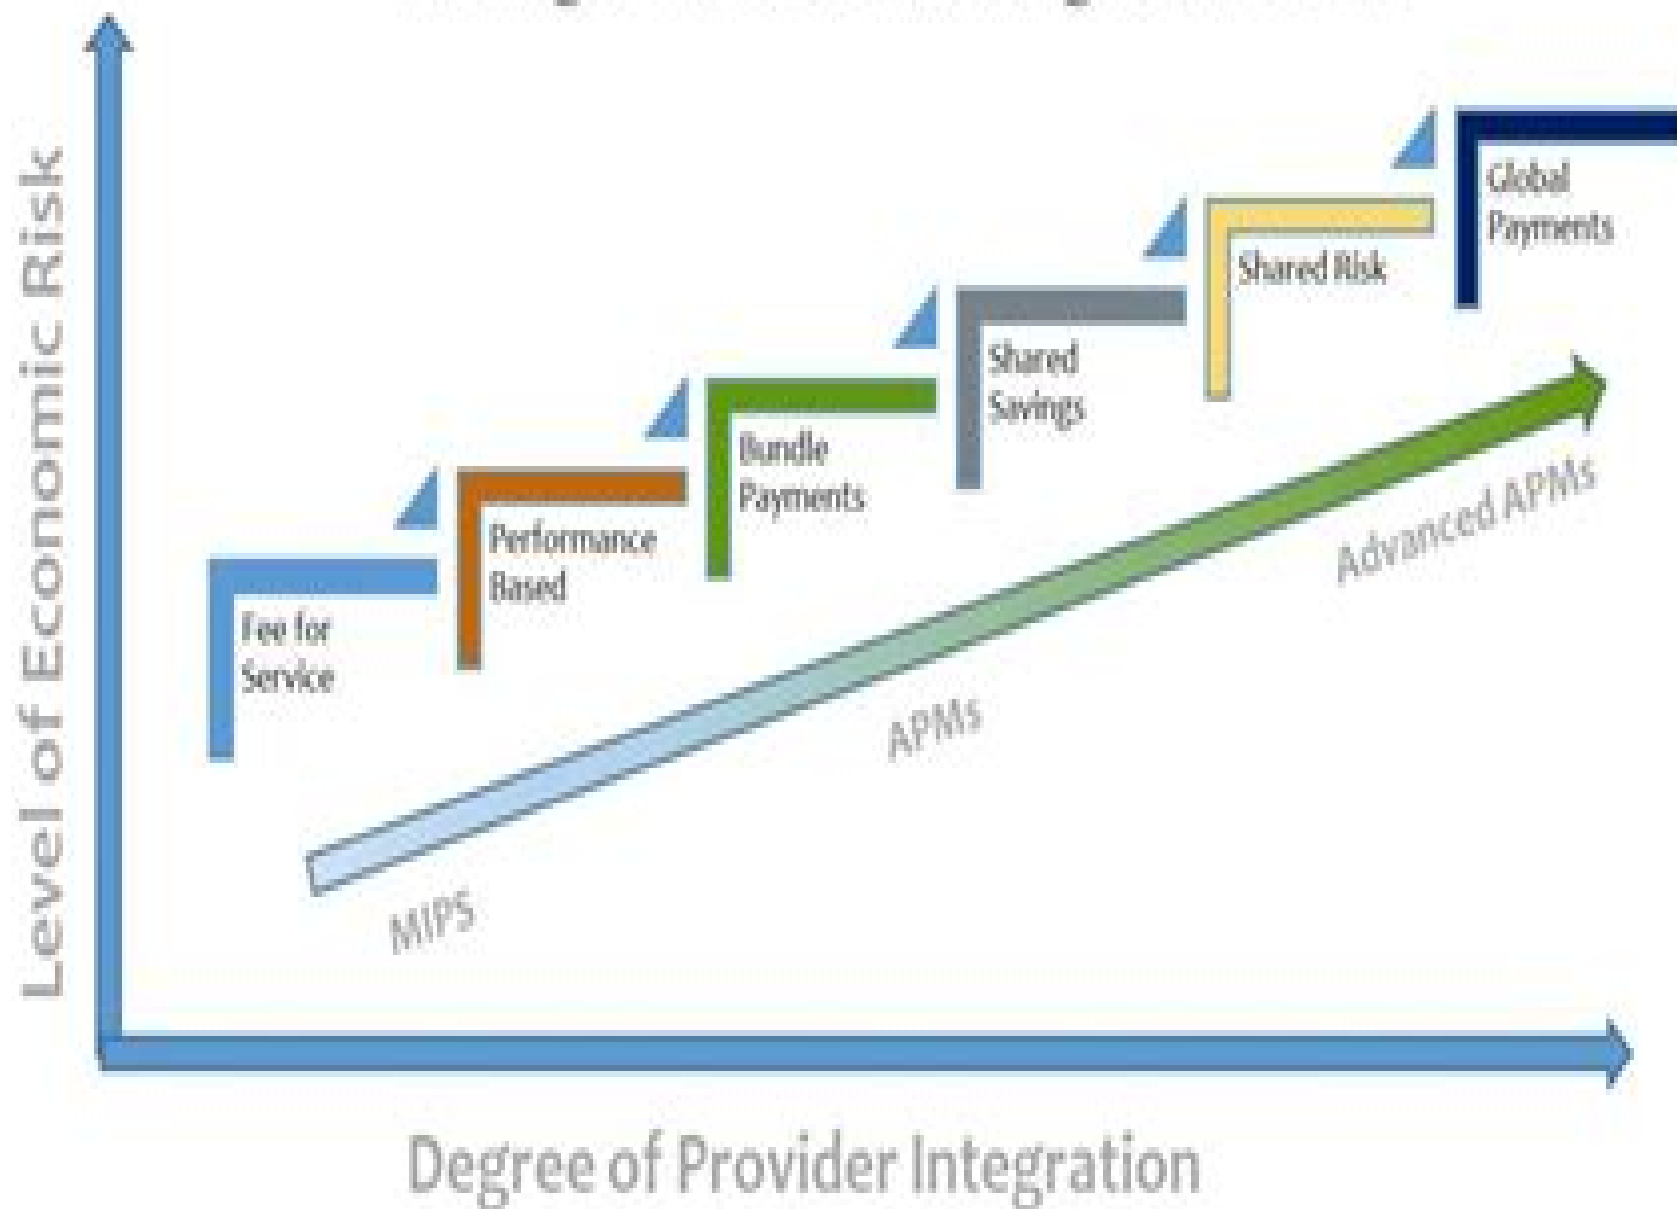 Level of Economic Risk
Global
Payments
Shared Risk
Shared
Savings
Bundle
Payments
Performance
Based
Fee for
Service
Advanced APMs
APMs
MIPS
Degree of Provider Integration